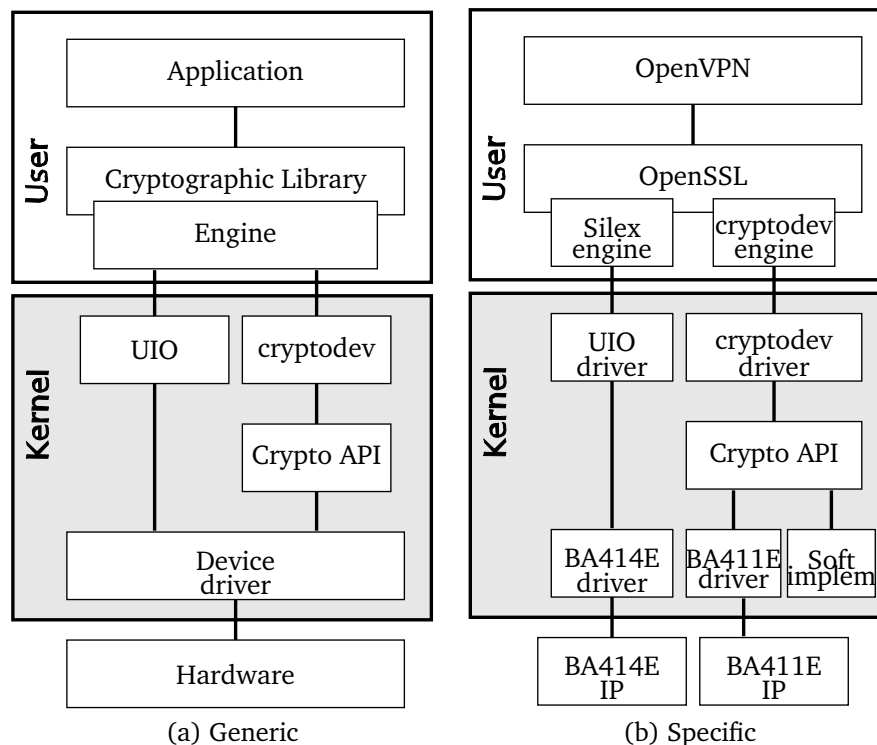 Application
Cryptographic Library
Engine
User
UIO
cryptodev
Crypto API
Device
driver
Kernel
Hardware
(a) Generic
OpenVPN
OpenSSL
Silex
engine
cryptodev
engine
User
UIO
driver
cryptodev
driver
Crypto API
Kernel
BA414E
driver
BA411E
driver
Soft
implem
BA414E
IP
BA411E
IP
(b) Specific